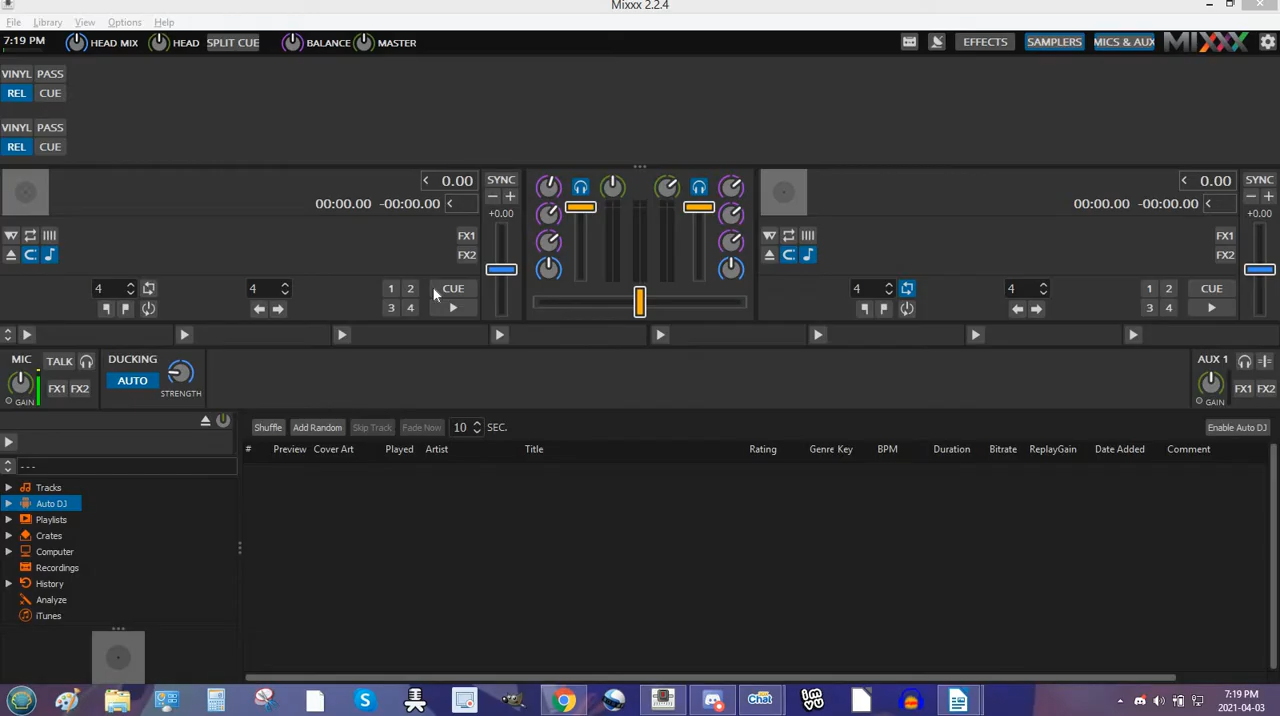 Mixxx 2.2.4
File Library View Options Help
7:19 PM HEAD MIX HEAD SPLIT CUE BALANCE MASTER EFFECTS SAMPLERS MICS & AUX MIXXX
VINYL PASS
REL CUE
VINYL PASS
REL CUE
0.00 SYNC 0.00 SYNC
00:00.00 -00:00.00 +0.00 00:00.00 -00:00.00 +0.00
FX1 FX1
FX2 FX2
4 4 1 2 CUE 4 4 1 2 CUE
3 4 3 4
MIC TALK DUCKING AUX 1
AUTO
FX1 FX2 FX1 FX2
GAIN STRENGTH GAIN
Shuffle Add Random Skip Track Fade Now 10 SEC. Enable Auto DJ
# Preview Cover Art Played Artist Title Rating Genre Key BPM Duration Bitrate ReplayGain Date Added Comment
- - -
Tracks
Auto DJ
Playlists
Crates
Computer
Recordings
History
Analyze
iTunes
Chat
7:19 PM
2021-04-03